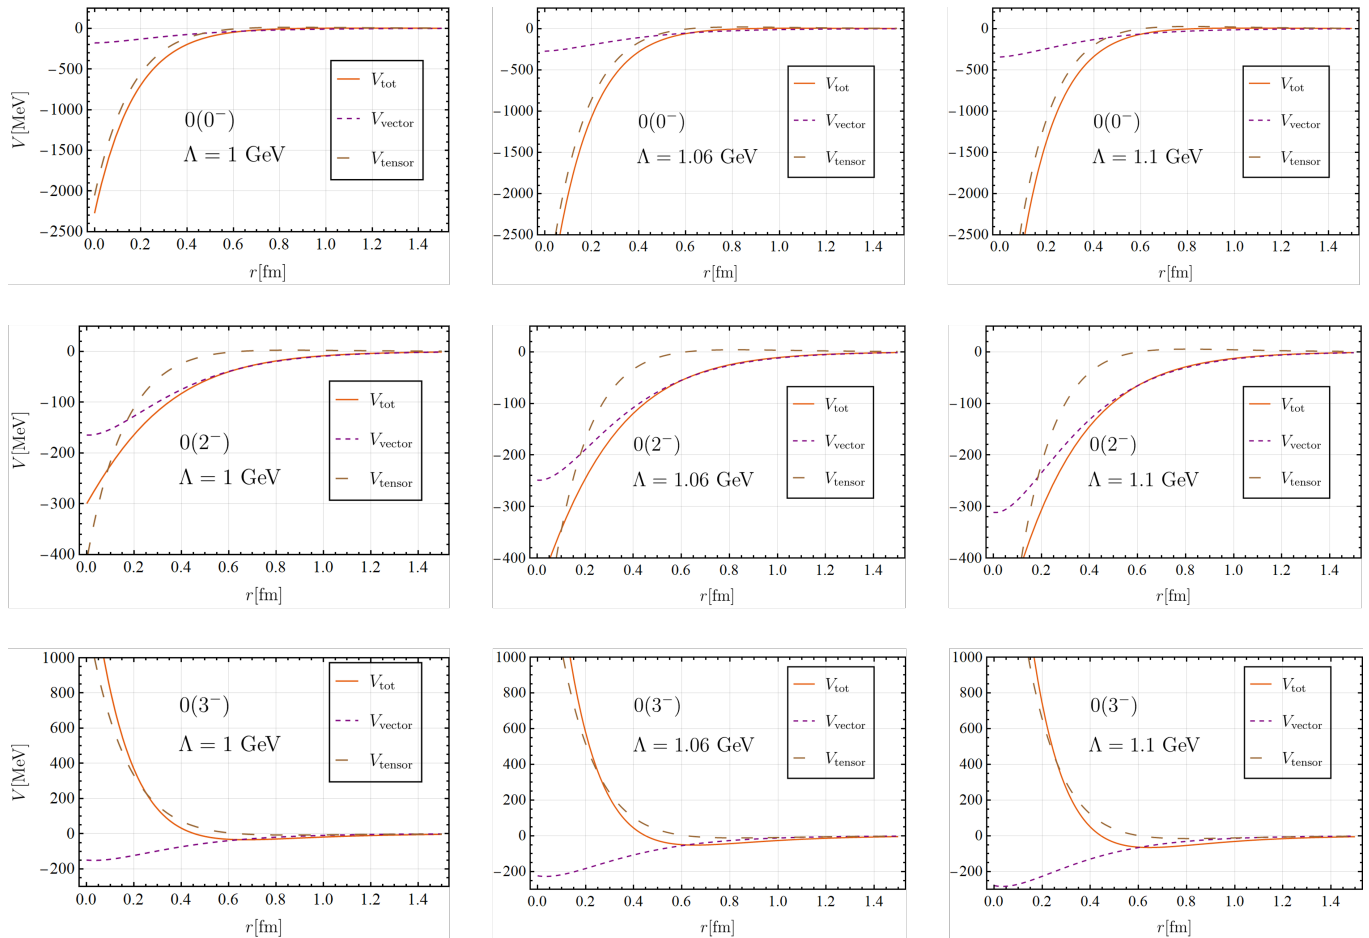 0
−500
−1000
−1500
−2000
−2500
V[MeV]
0(0⁻)
Λ = 1 GeV
V_tot
V_vector
V_tensor
0.0 0.2 0.4 0.6 0.8 1.0 1.2 1.4
r[fm]
0
−500
−1000
−1500
−2000
−2500
0(0⁻)
Λ = 1.06 GeV
V_tot
V_vector
V_tensor
0.0 0.2 0.4 0.6 0.8 1.0 1.2 1.4
r[fm]
0
−500
−1000
−1500
−2000
−2500
0(0⁻)
Λ = 1.1 GeV
V_tot
V_vector
V_tensor
0.0 0.2 0.4 0.6 0.8 1.0 1.2 1.4
r[fm]
0
−100
−200
−300
−400
V[MeV]
0(2⁻)
Λ = 1 GeV
V_tot
V_vector
V_tensor
0.0 0.2 0.4 0.6 0.8 1.0 1.2 1.4
r[fm]
0
−100
−200
−300
−400
0(2⁻)
Λ = 1.06 GeV
V_tot
V_vector
V_tensor
0.0 0.2 0.4 0.6 0.8 1.0 1.2 1.4
r[fm]
0
−100
−200
−300
−400
0(2⁻)
Λ = 1.1 GeV
V_tot
V_vector
V_tensor
0.0 0.2 0.4 0.6 0.8 1.0 1.2 1.4
r[fm]
1000
800
600
400
200
0
−200
V[MeV]
0(3⁻)
Λ = 1 GeV
V_tot
V_vector
V_tensor
0.0 0.2 0.4 0.6 0.8 1.0 1.2 1.4
r[fm]
1000
800
600
400
200
0
−200
0(3⁻)
Λ = 1.06 GeV
V_tot
V_vector
V_tensor
0.0 0.2 0.4 0.6 0.8 1.0 1.2 1.4
r[fm]
1000
800
600
400
200
0
−200
0(3⁻)
Λ = 1.1 GeV
V_tot
V_vector
V_tensor
0.0 0.2 0.4 0.6 0.8 1.0 1.2 1.4
r[fm]